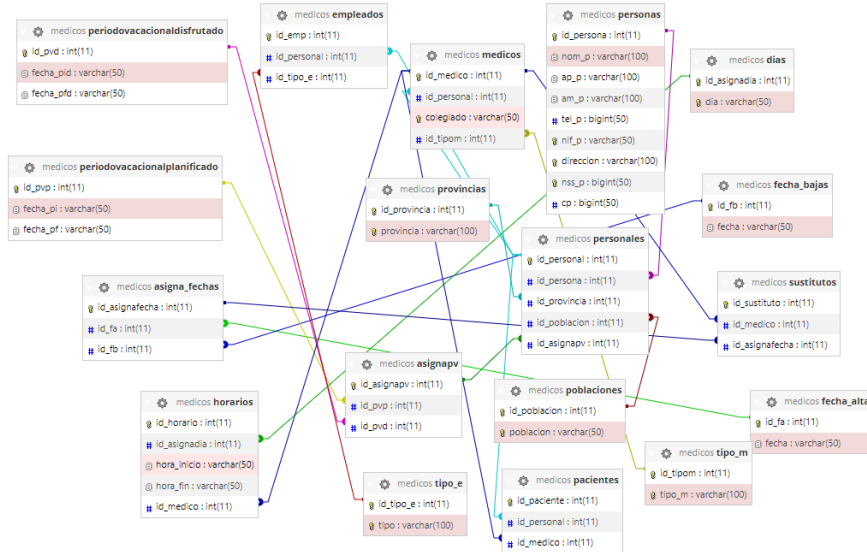 medicos periodovacacionaldisfrutado
id_pvd : int(11)
fecha_pid : varchar(50)
fecha_pfd : varchar(50)
medicos empleados
id_emp : int(11)
id_personal : int(11)
id_tipo_e : int(11)
medicos medicos
id_medico : int(11)
id_personal : int(11)
colegiado : varchar(50)
id_tipom : int(11)
medicos personas
id_persona : int(11)
nom_p : varchar(100)
ap_p : varchar(100)
am_p : varchar(100)
tel_p : bigint(50)
nif_p : varchar(50)
direccion : varchar(100)
nss_p : bigint(50)
cp : bigint(50)
medicos dias
id_asignadia : int(11)
dia : varchar(50)
medicos periodovacacionalplanificado
id_pvp : int(11)
fecha_pi : varchar(50)
fecha_pf : varchar(50)
medicos provincias
id_provincia : int(11)
provincia : varchar(100)
medicos fecha_bajas
id_fb : int(11)
fecha : varchar(50)
medicos personales
id_personal : int(11)
id_persona : int(11)
id_provincia : int(11)
id_poblacion : int(11)
id_asignapv : int(11)
medicos asigna_fechas
id_asignafecha : int(11)
id_fa : int(11)
id_fb : int(11)
medicos sustitutos
id_sustituto : int(11)
id_medico : int(11)
id_asignafecha : int(11)
medicos asignapv
id_asignapv : int(11)
id_pvp : int(11)
id_pvd : int(11)
medicos horarios
id_horario : int(11)
id_asignadia : int(11)
hora_inicio : varchar(50)
hora_fin : varchar(50)
id_medico : int(11)
medicos poblaciones
id_poblacion : int(11)
poblacion : varchar(50)
medicos fecha_alta
id_fa : int(11)
fecha : varchar(50)
medicos tipo_m
id_tipom : int(11)
tipo_m : varchar(100)
medicos tipo_e
id_tipo_e : int(11)
tipo : varchar(100)
medicos pacientes
id_paciente : int(11)
id_personal : int(11)
id_medico : int(11)